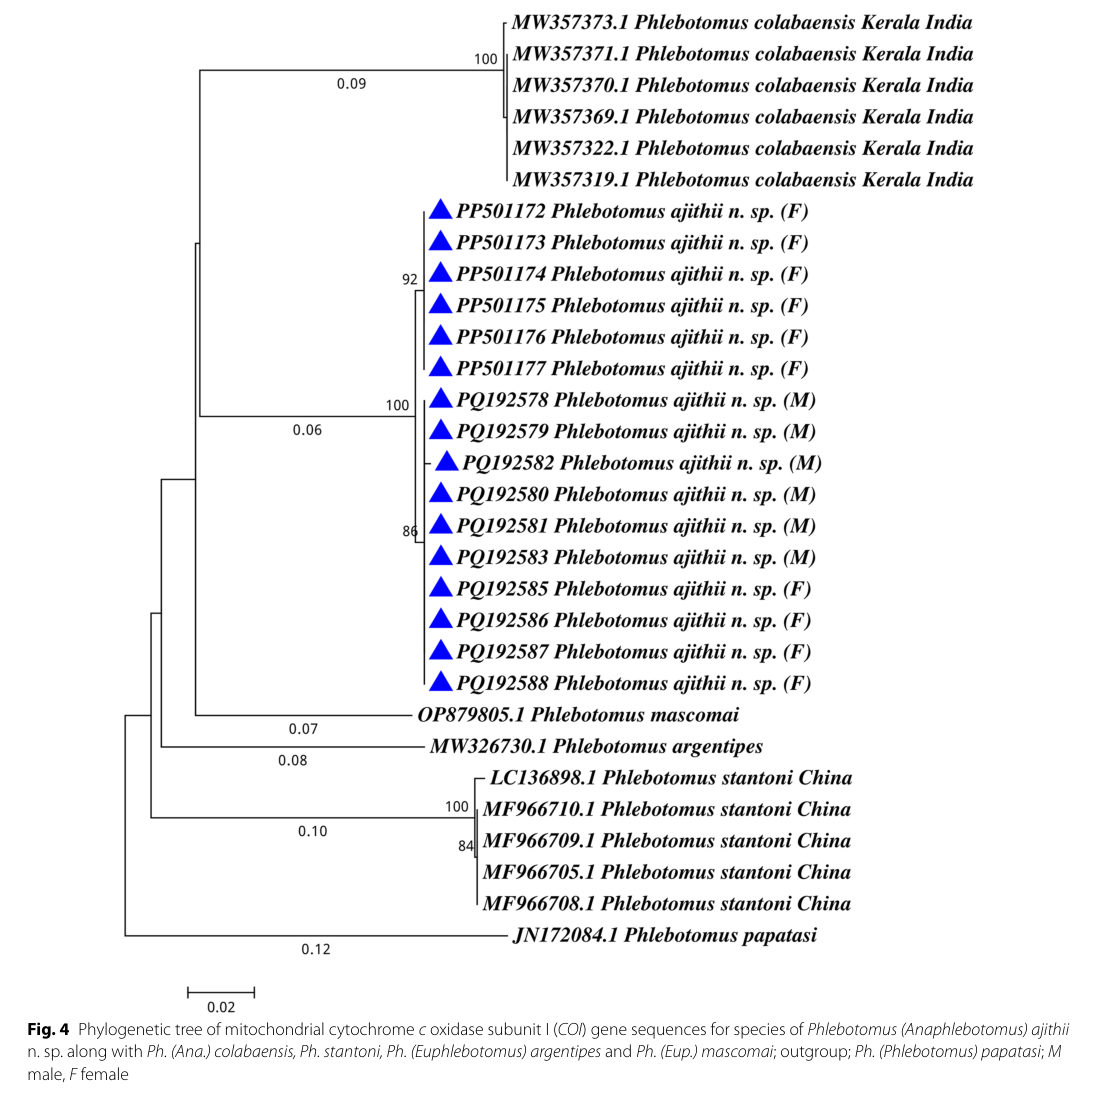 MW357373.1 Phlebotomus colabaensis Kerala India
MW357371.1 Phlebotomus colabaensis Kerala India
100
0.09
MW357370.1 Phlebotomus colabaensis Kerala India
MW357369.1 Phlebotomus colabaensis Kerala India
MW357322.1 Phlebotomus colabaensis Kerala India
MW357319.1 Phlebotomus colabaensis Kerala India
PP501172 Phlebotomus ajithii n. sp. (F)
PP501173 Phlebotomus ajithii n. sp. (F)
92
PP501174 Phlebotomus ajithii n. sp. (F)
PP501175 Phlebotomus ajithii n. sp. (F)
PP501176 Phlebotomus ajithii n. sp. (F)
PP501177 Phlebotomus ajithii n. sp. (F)
PQ192578 Phlebotomus ajithii n. sp. (M)
100
0.06
PQ192579 Phlebotomus ajithii n. sp. (M)
PQ192582 Phlebotomus ajithii n. sp. (M)
PQ192580 Phlebotomus ajithii n. sp. (M)
86
PQ192581 Phlebotomus ajithii n. sp. (M)
PQ192583 Phlebotomus ajithii n. sp. (M)
PQ192585 Phlebotomus ajithii n. sp. (F)
PQ192586 Phlebotomus ajithii n. sp. (F)
PQ192587 Phlebotomus ajithii n. sp. (F)
PQ192588 Phlebotomus ajithii n. sp. (F)
OP879805.1 Phlebotomus mascomai
0.07
MW326730.1 Phlebotomus argentipes
0.08
LC136898.1 Phlebotomus stantoni China
100
MF966710.1 Phlebotomus stantoni China
0.10
84
MF966709.1 Phlebotomus stantoni China
MF966705.1 Phlebotomus stantoni China
MF966708.1 Phlebotomus stantoni China
JN172084.1 Phlebotomus papatasi
0.12
0.02
Fig. 4 Phylogenetic tree of mitochondrial cytochrome c oxidase subunit I (COI) gene sequences for species of Phlebotomus (Anaphlebotomus) ajithii
n. sp. along with Ph. (Ana.) colabaensis, Ph. stantoni, Ph. (Euphlebotomus) argentipes and Ph. (Eup.) mascomai; outgroup; Ph. (Phlebotomus) papatasi; M
male, F female